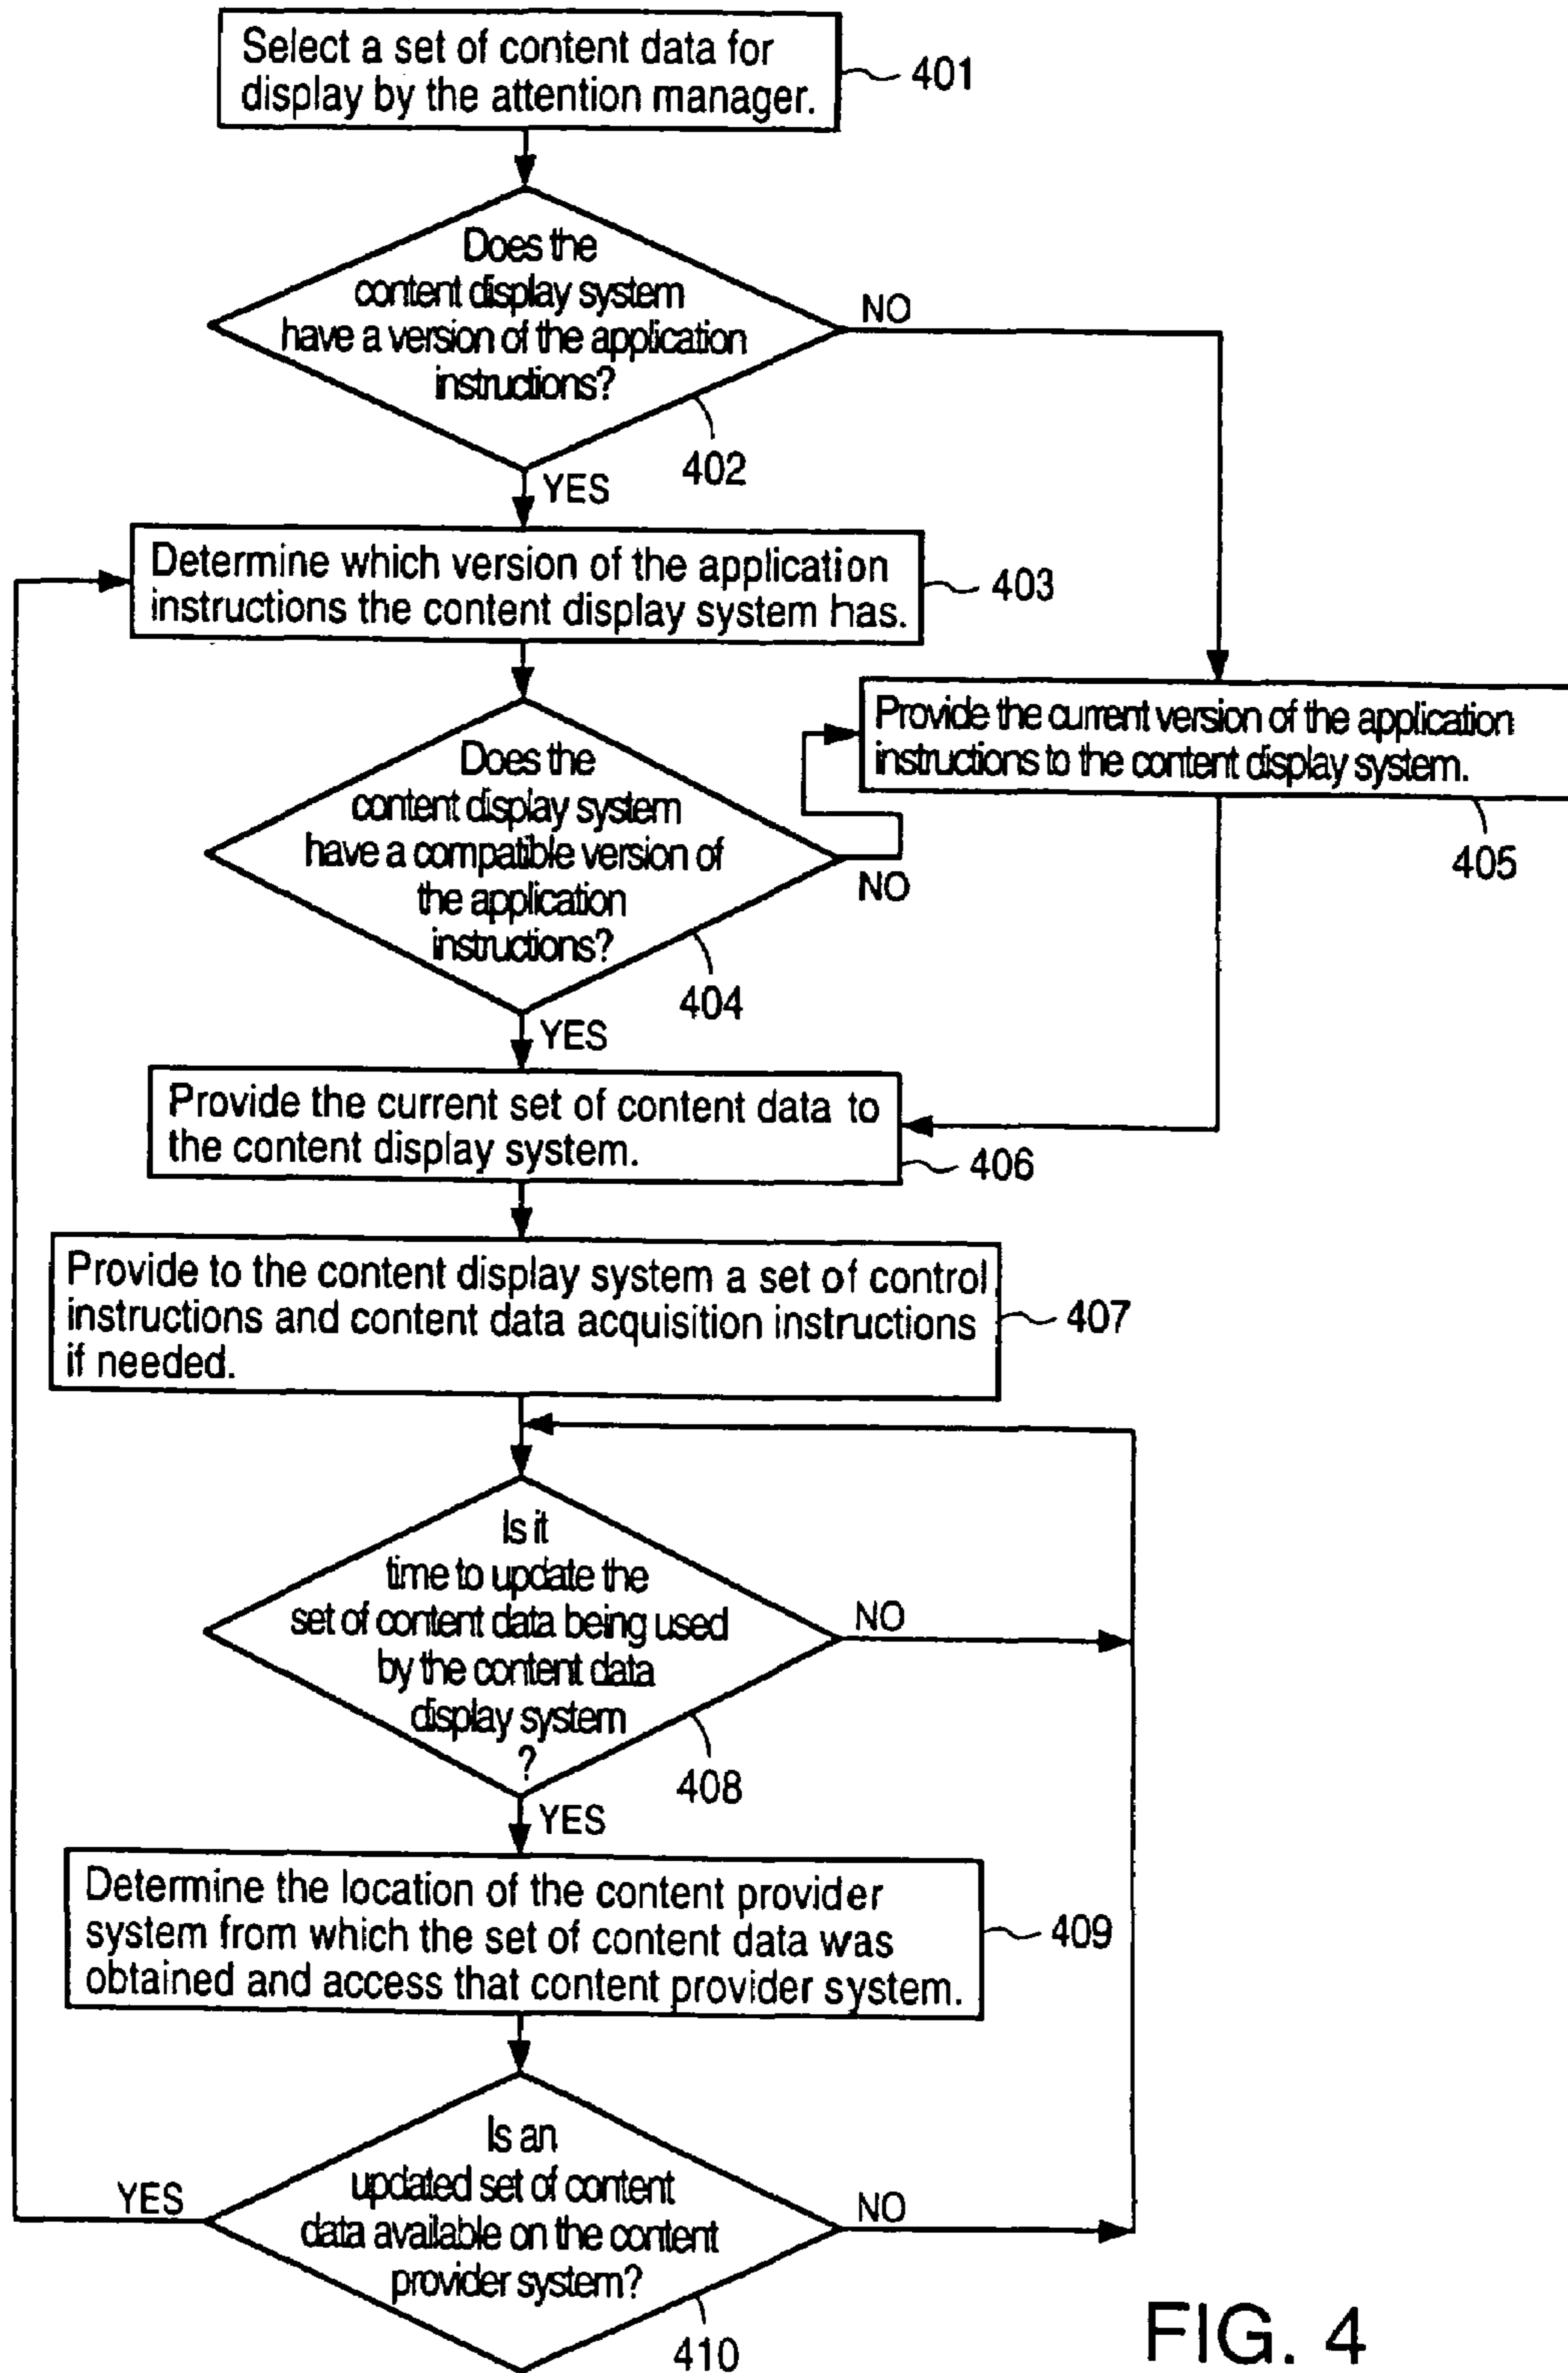 Select a set of content data for
display by the attention manager.
401
Does the
content display system
have a version of the application
instructions?
NO
402
YES
Determine which version of the application
instructions the content display system has.
403
Provide the current version of the application
instructions to the content display system.
405
Does the
content display system
have a compatible version of
the application
instructions?
NO
404
YES
Provide the current set of content data to
the content display system.
406
Provide to the content display system a set of control
instructions and content data acquisition instructions
if needed.
407
Is it
time to update the
set of content data being used
by the content data
display system
?
NO
408
YES
Determine the location of the content provider
system from which the set of content data was
obtained and access that content provider system.
409
Is an
updated set of content
data available on the content
provider system?
YES
NO
410
FIG. 4